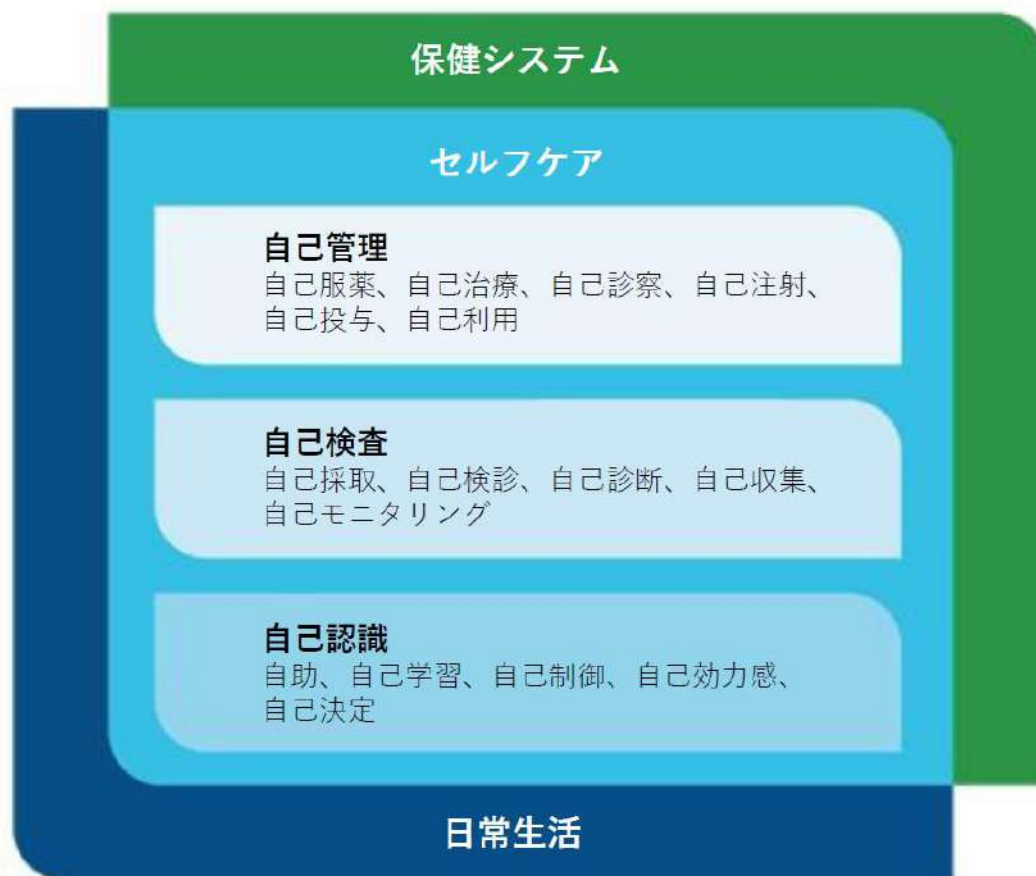 保健システム
セルフケア
自己管理
自己服薬、自己治療、自己診察、自己注射、
自己投与、自己利用
自己検査
自己採取、自己検診、自己診断、自己収集、
自己モニタリング
自己認識
自助、自己学習、自己制御、自己効力感、
自己決定
日常生活